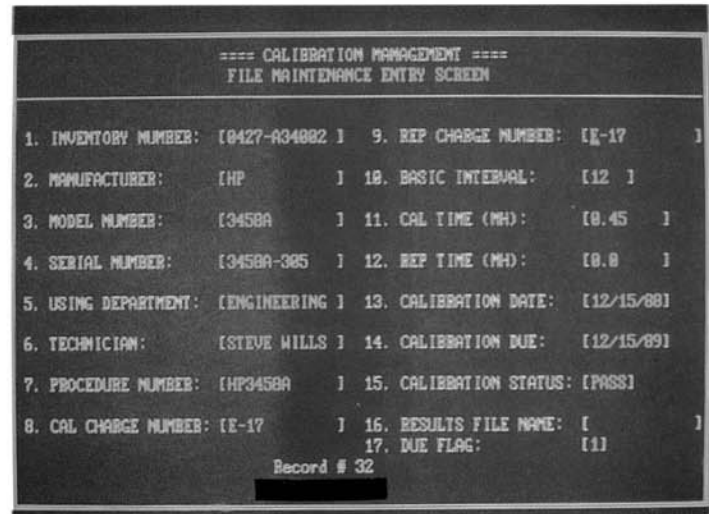 ==== CALIBRATION MANAGEMENT ====
FILE MAINTENANCE ENTRY SCREEN
1. INVENTORY NUMBER: [0427-A34002 ] 9. REP CHARGE NUMBER: [E-17 ]
2. MANUFACTURER: [HP ] 10. BASIC INTERVAL: [12 ]
3. MODEL NUMBER: [3458A ] 11. CAL TIME (MH): [0.45 ]
4. SERIAL NUMBER: [3458A-305 ] 12. REP TIME (MH): [0.0 ]
5. USING DEPARTMENT: [ENGINEERING ] 13. CALIBRATION DATE: [12/15/88]
6. TECHNICIAN: [STEVE WILLS ] 14. CALIBRATION DUE: [12/15/89]
7. PROCEDURE NUMBER: [HP3458A ] 15. CALIBRATION STATUS: [PASS]
8. CAL CHARGE NUMBER: [E-17 ] 16. RESULTS FILE NAME: [ ]
17. DUE FLAG: [1]
Record # 32